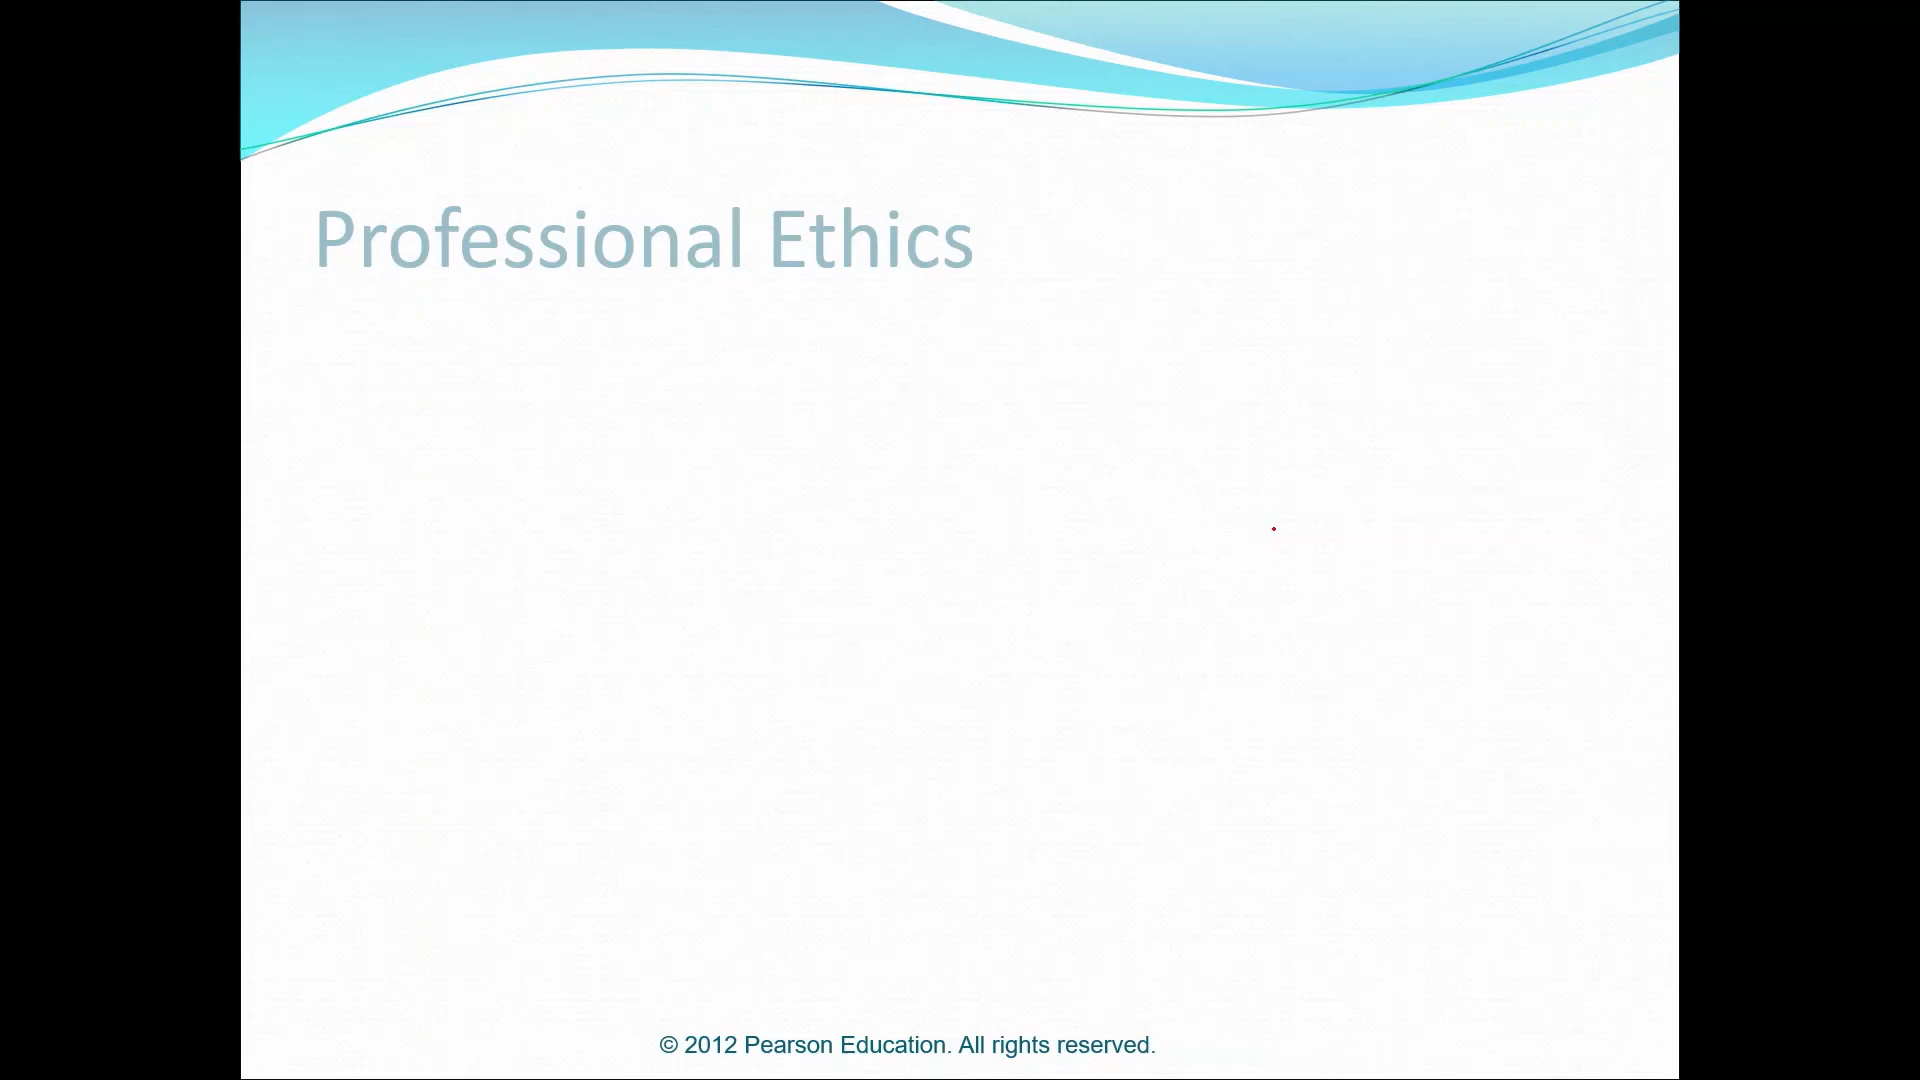 Professional Ethics
© 2012 Pearson Education. All rights reserved.